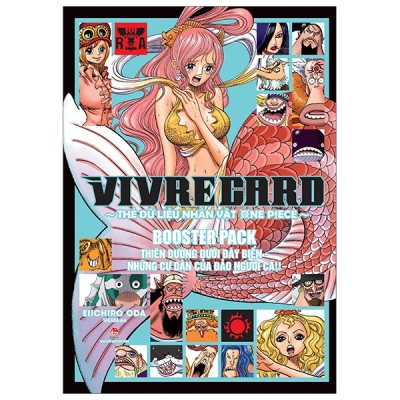 R A
VIVRE CARD
~ THẺ DỮ LIỆU NHÂN VẬT ONE PIECE ~
BOOSTER PACK
THIÊN ĐƯỜNG DƯỚI ĐÁY BIỂN
NHỮNG CƯ DÂN CỦA ĐẢO NGƯỜI CÁ!!
EIICHIRO ODA